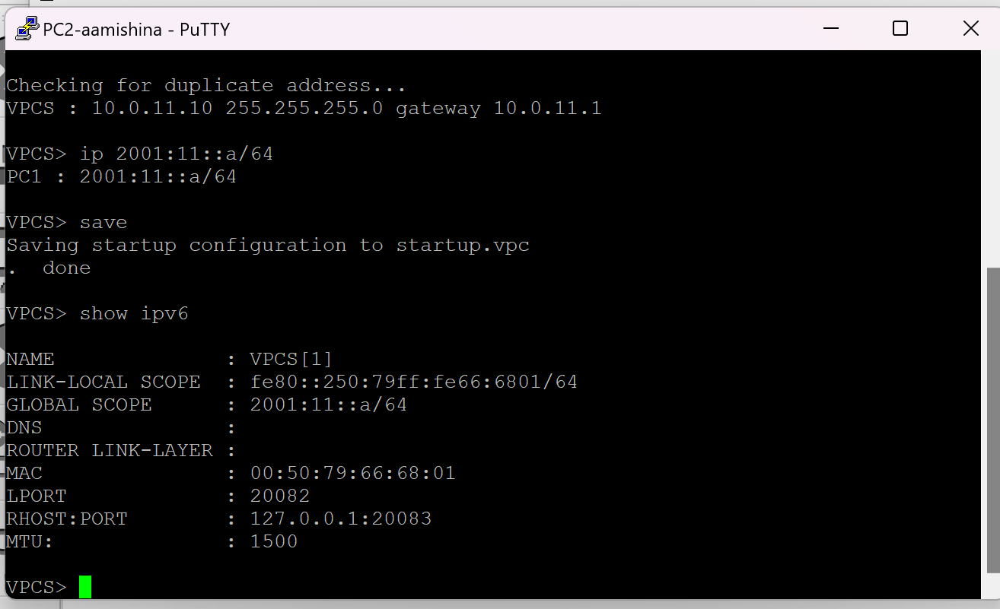 PC2-aamishina - PuTTY
Checking for duplicate address...
VPCS : 10.0.11.10 255.255.255.0 gateway 10.0.11.1
VPCS> ip 2001:11::a/64
PC1 : 2001:11::a/64
VPCS> save
Saving startup configuration to startup.vpc
.  done
VPCS> show ipv6
NAME              : VPCS[1]
LINK-LOCAL SCOPE  : fe80::250:79ff:fe66:6801/64
GLOBAL SCOPE      : 2001:11::a/64
DNS               :
ROUTER LINK-LAYER :
MAC               : 00:50:79:66:68:01
LPORT             : 20082
RHOST:PORT        : 127.0.0.1:20083
MTU:              : 1500
VPCS>